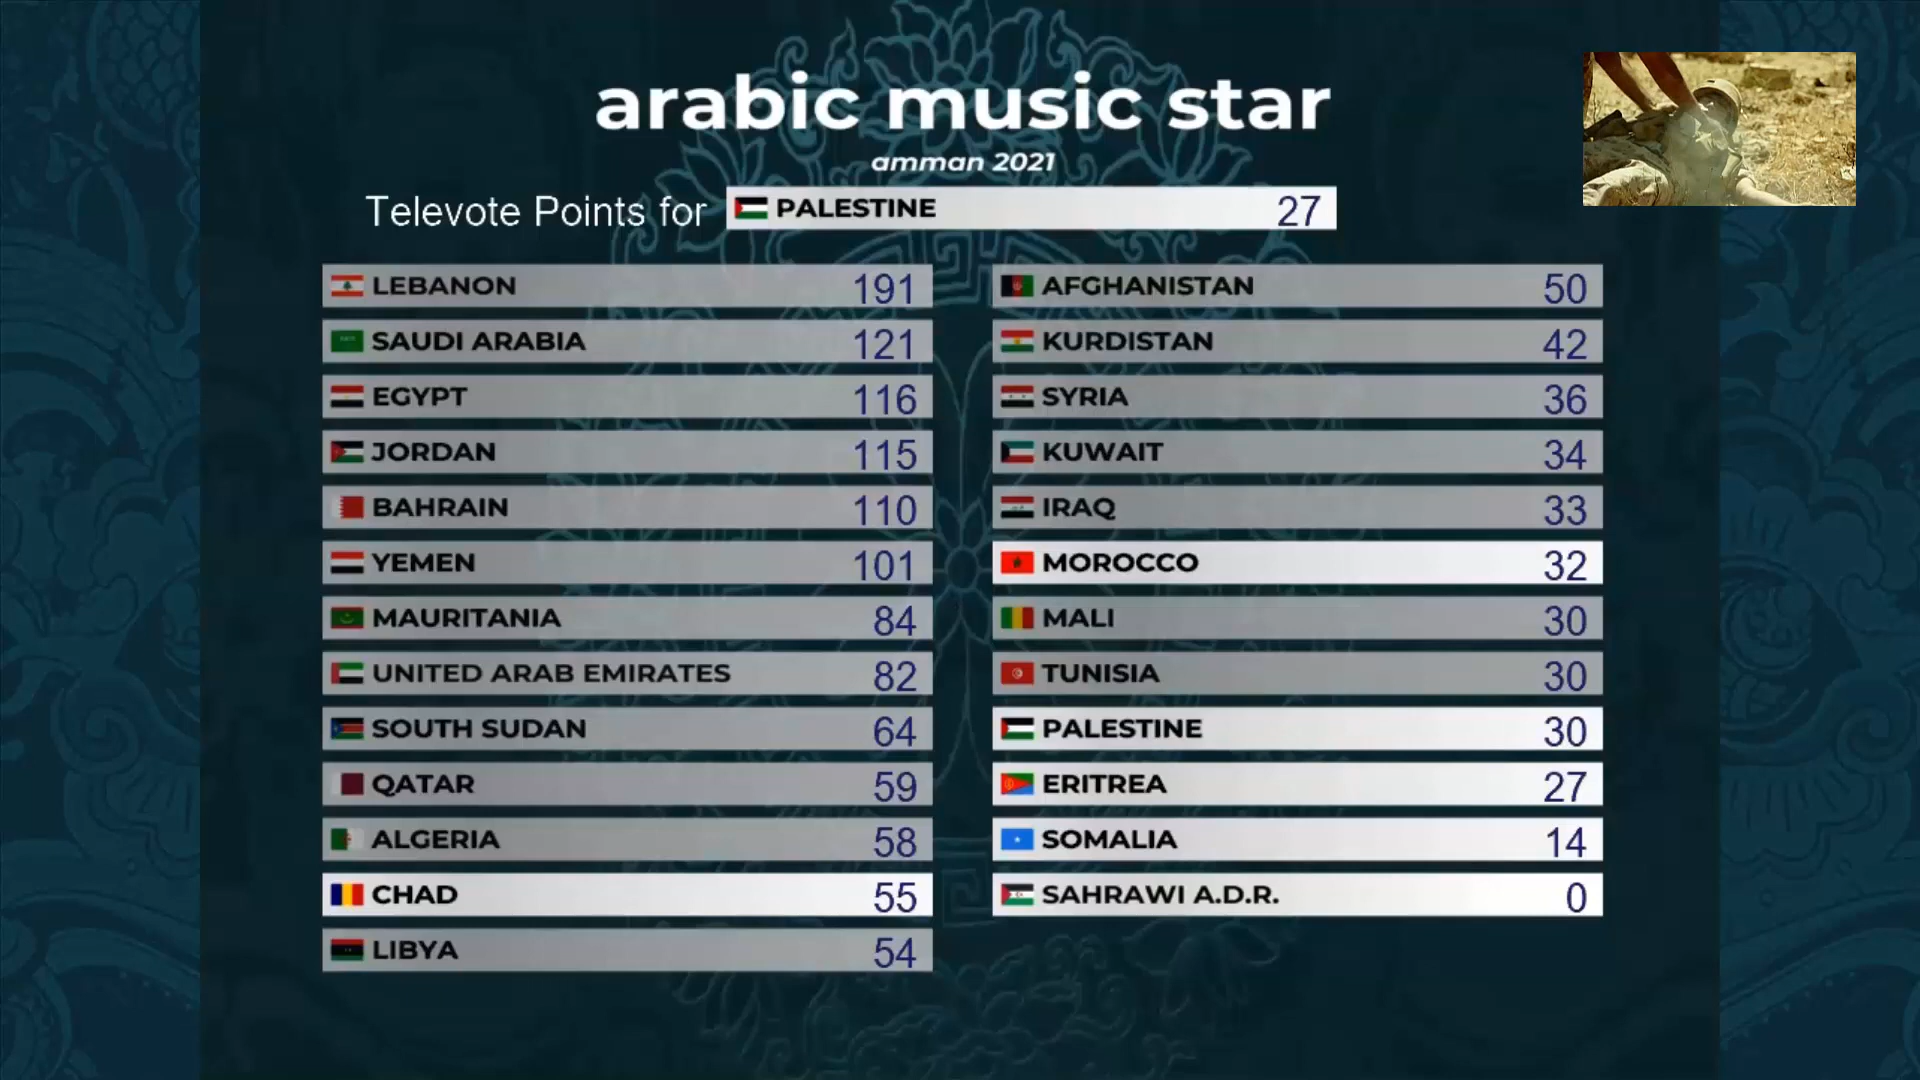 arabic music star
amman 2021
Televote Points for PALESTINE 27
LEBANON 191
SAUDI ARABIA 121
EGYPT 116
JORDAN 115
BAHRAIN 110
YEMEN 101
MAURITANIA 84
UNITED ARAB EMIRATES 82
SOUTH SUDAN 64
QATAR 59
ALGERIA 58
CHAD 55
LIBYA 54
AFGHANISTAN 50
KURDISTAN 42
SYRIA 36
KUWAIT 34
IRAQ 33
MOROCCO 32
MALI 30
TUNISIA 30
PALESTINE 30
ERITREA 27
SOMALIA 14
SAHRAWI A.D.R. 0